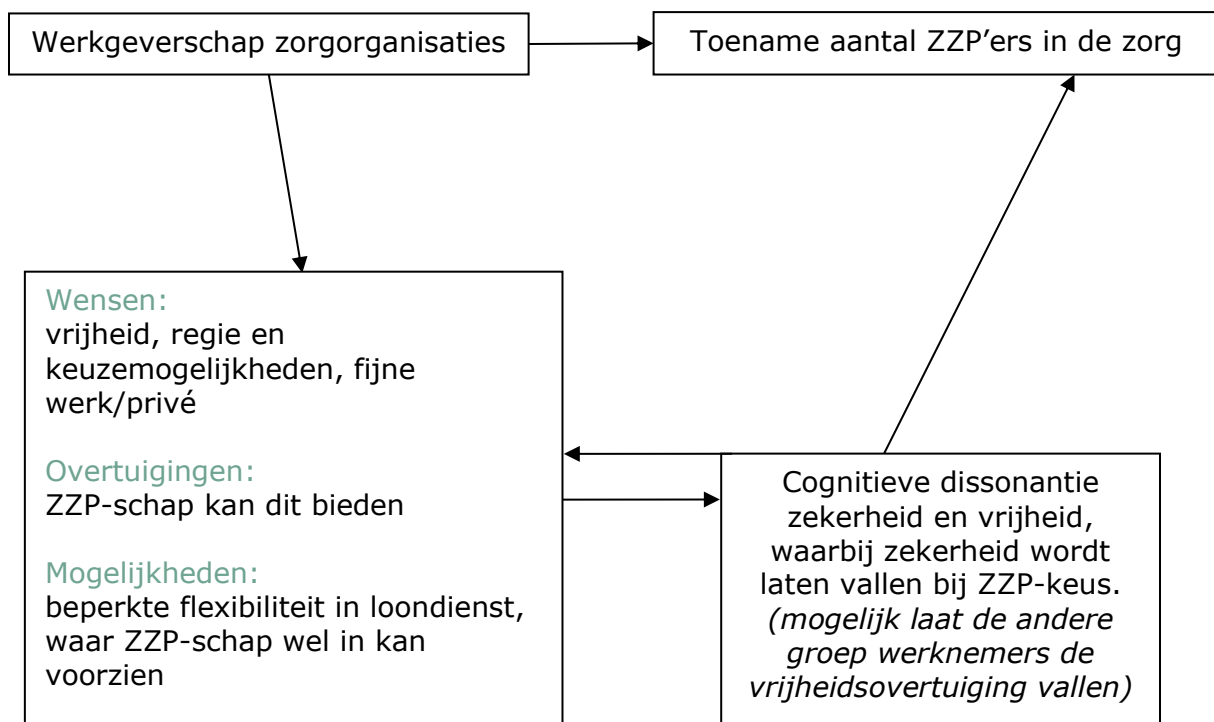 Werkgeverschap zorgorganisaties
Toename aantal ZZP’ers in de zorg
Wensen:
vrijheid, regie en
keuzemogelijkheden, fijne
werk/privé
Overtuigingen:
ZZP-schap kan dit bieden
Mogelijkheden:
beperkte flexibiliteit in loondienst,
waar ZZP-schap wel in kan
voorzien
Cognitieve dissonantie
zekerheid en vrijheid,
waarbij zekerheid wordt
laten vallen bij ZZP-keus.
(mogelijk laat de andere
groep werknemers de
vrijheidsovertuiging vallen)